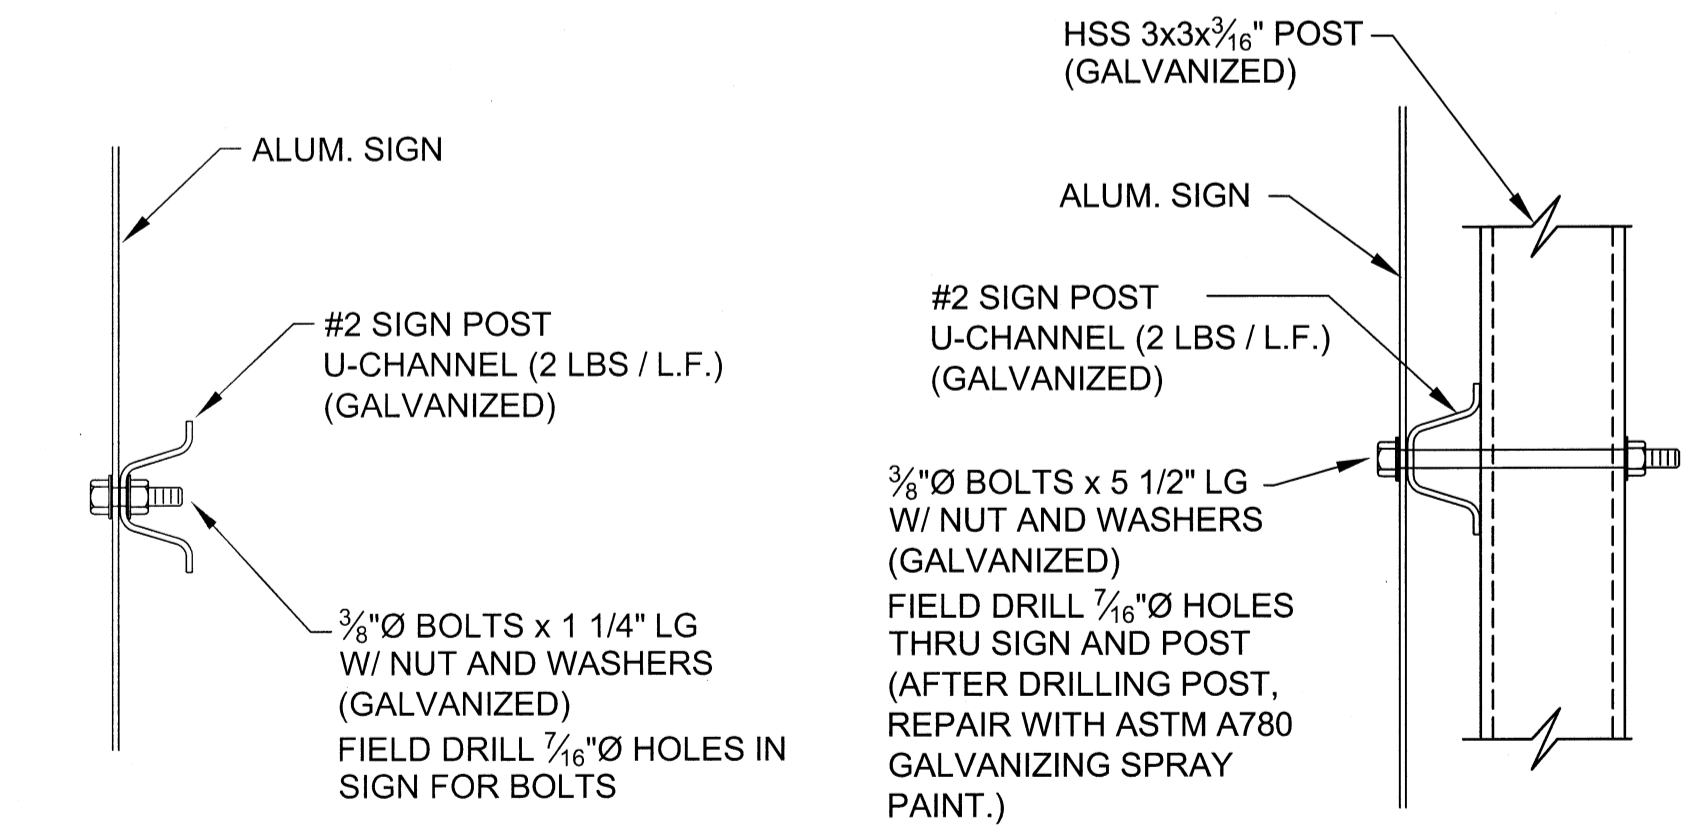 ALUM. SIGN
#2 SIGN POST
U-CHANNEL (2 LBS / L.F.)
(GALVANIZED)
3/8"Ø BOLTS x 1 1/4" LG
W/ NUT AND WASHERS
(GALVANIZED)
FIELD DRILL 7/16"Ø HOLES IN
SIGN FOR BOLTS
HSS 3x3x3/16" POST
(GALVANIZED)
ALUM. SIGN
#2 SIGN POST
U-CHANNEL (2 LBS / L.F.)
(GALVANIZED)
3/8"Ø BOLTS x 5 1/2" LG
W/ NUT AND WASHERS
(GALVANIZED)
FIELD DRILL 7/16"Ø HOLES
THRU SIGN AND POST
(AFTER DRILLING POST,
REPAIR WITH ASTM A780
GALVANIZING SPRAY
PAINT.)